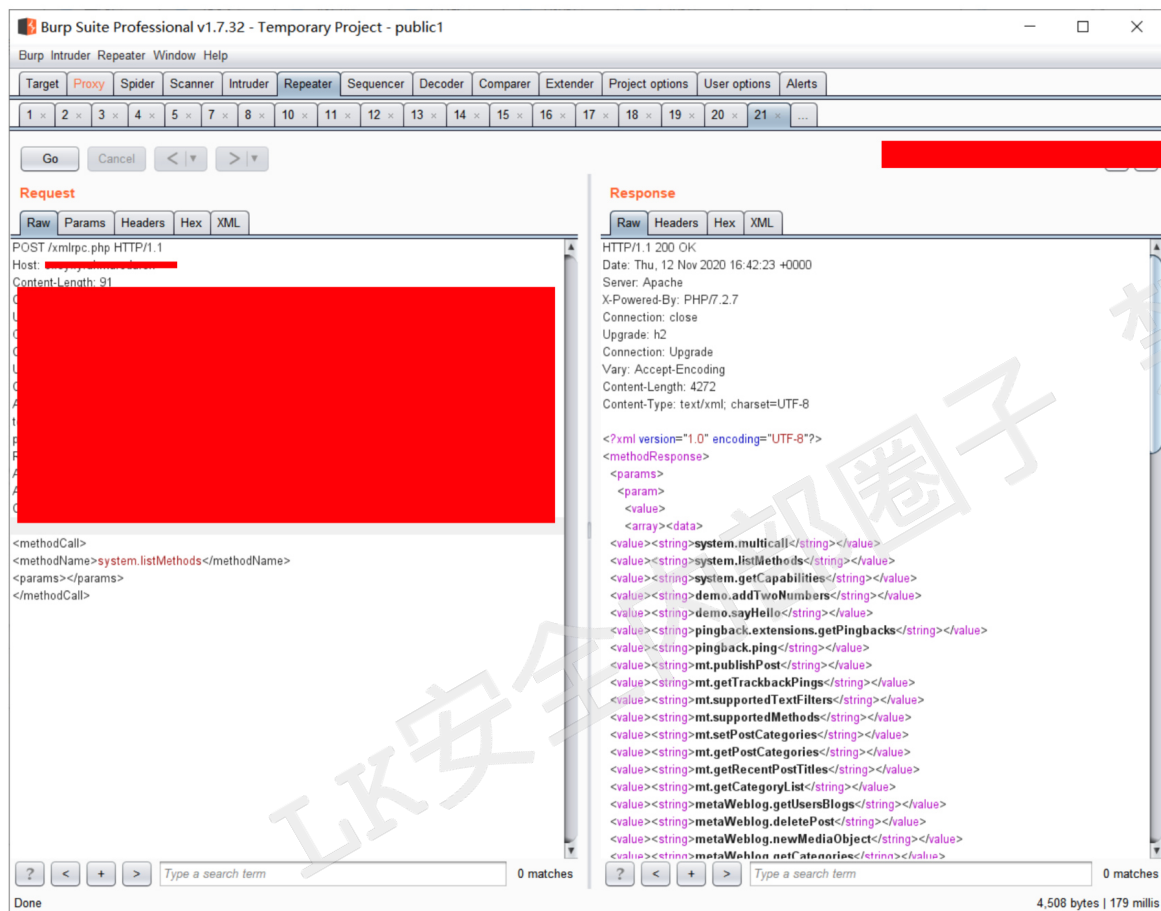 Burp Suite Professional v1.7.32 - Temporary Project - public1
Burp Intruder Repeater Window Help
Target Proxy Spider Scanner Intruder Repeater Sequencer Decoder Comparer Extender Project options User options Alerts
1 × 2 × 3 × 4 × 5 × 7 × 8 × 10 × 11 × 12 × 13 × 14 × 15 × 16 × 17 × 18 × 19 × 20 × 21 × ...
Go Cancel < > 
Request
Raw Params Headers Hex XML
POST /xmlrpc.php HTTP/1.1
Host:
Content-Length: 91
<methodCall>
<methodName>system.listMethods</methodName>
<params></params>
</methodCall>
? < + > Type a search term 0 matches
Response
Raw Headers Hex XML
HTTP/1.1 200 OK
Date: Thu, 12 Nov 2020 16:42:23 +0000
Server: Apache
X-Powered-By: PHP/7.2.7
Connection: close
Upgrade: h2
Connection: Upgrade
Vary: Accept-Encoding
Content-Length: 4272
Content-Type: text/xml; charset=UTF-8
<?xml version="1.0" encoding="UTF-8"?>
<methodResponse>
<params>
<param>
<value>
<array><data>
<value><string>system.multicall</string></value>
<value><string>system.listMethods</string></value>
<value><string>system.getCapabilities</string></value>
<value><string>demo.addTwoNumbers</string></value>
<value><string>demo.sayHello</string></value>
<value><string>pingback.extensions.getPingbacks</string></value>
<value><string>pingback.ping</string></value>
<value><string>mt.publishPost</string></value>
<value><string>mt.getTrackbackPings</string></value>
<value><string>mt.supportedTextFilters</string></value>
<value><string>mt.supportedMethods</string></value>
<value><string>mt.setPostCategories</string></value>
<value><string>mt.getPostCategories</string></value>
<value><string>mt.getRecentPostTitles</string></value>
<value><string>mt.getCategoryList</string></value>
<value><string>metaWeblog.getUsersBlogs</string></value>
<value><string>metaWeblog.deletePost</string></value>
<value><string>metaWeblog.newMediaObject</string></value>
<value><string>metaWeblog.getCategories</string></value>
? < + > Type a search term 0 matches
Done
4,508 bytes | 179 millis
LK安全内部圈子